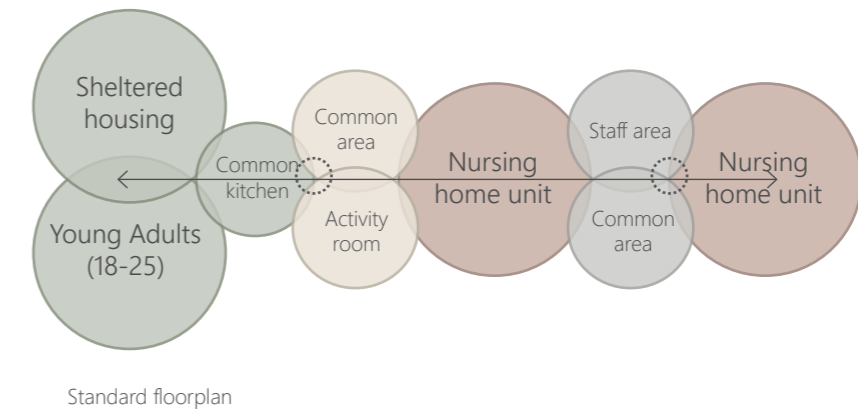 Sheltered
housing
Young Adults
(18-25)
Common
kitchen
Common
area
Activity
room
Nursing
home unit
Staff area
Common
area
Nursing
home unit
Standard floorplan